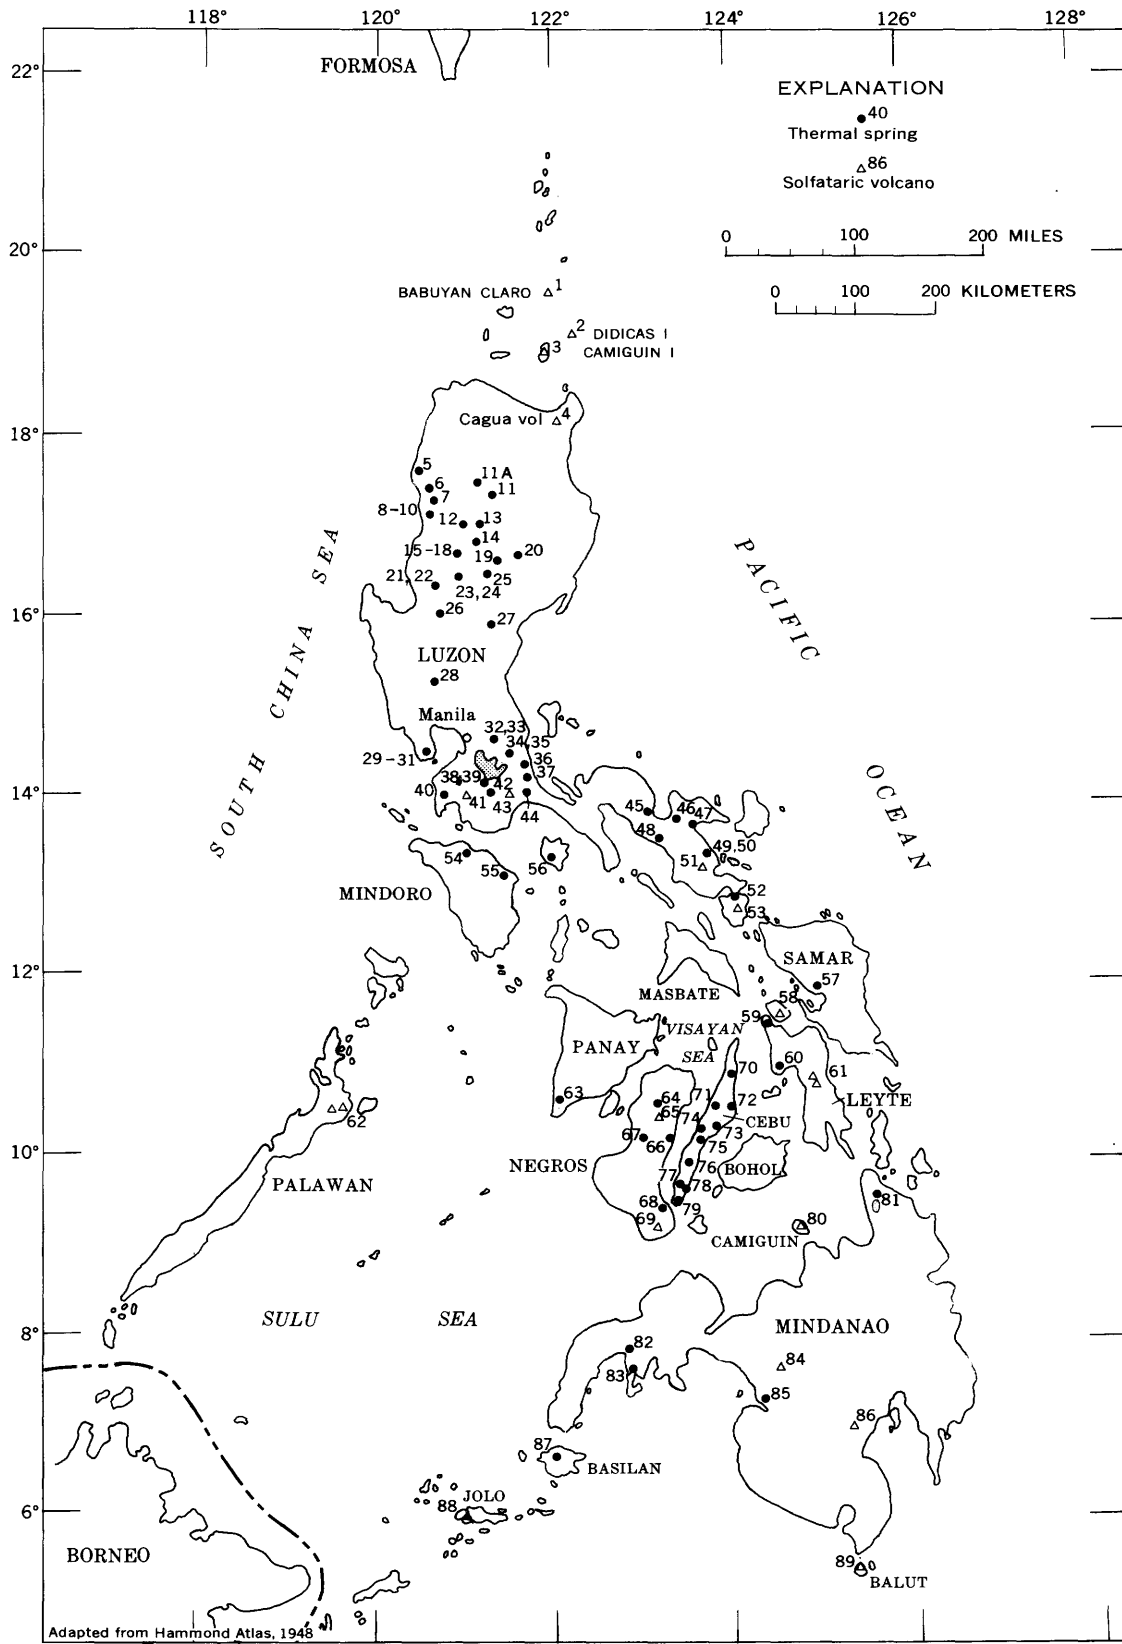 118° 120° 122° 124° 126° 128°
22°
FORMOSA
EXPLANATION
40
Thermal spring
86
Solfataric volcano
0 100 200 MILES
0 100 200 KILOMETERS
20°
BABUYAN CLARO 1
2 DIDICAS I
3 CAMIGUIN I
Cagua vol 4
18°
5
11A
6
11
7
8-10
12 13
14
15-18 19 20
21,22 25
23,24
16°
26
27
LUZON
28
Manila
32,33
34,35
29-31
36
37
38,39 42
14°
40 41 43
44
45 46 47
48
49,50
51
52
53
54
55
56
MINDORO
SOUTH CHINA SEA
PACIFIC
OCEAN
SAMAR
57
12°
MASBATE
58
59
VISAYAN
SEA
PANAY
60
61
70
63
64
71 72
LEYTE
62
65
74
CEBU
73
67
66
75
10°
NEGROS
76 BOHOL
PALAWAN
77
78
81
68
79
69
80
CAMIGUIN
SULU SEA
8°
MINDANAO
82
83
84
85
86
87
BASILAN
JOLO
88
6°
BORNEO
89
BALUT
Adapted from Hammond Atlas, 1948